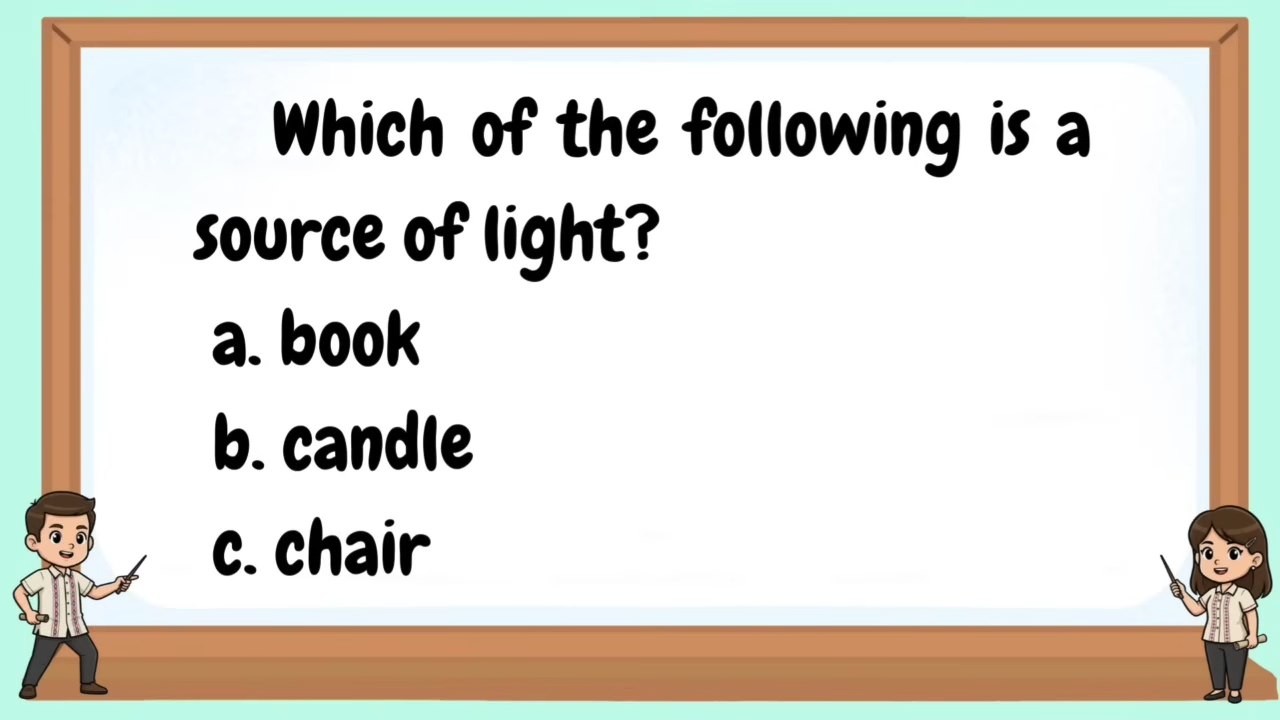 Which of the following is a
source of light?
a. book
b. candle
c. chair